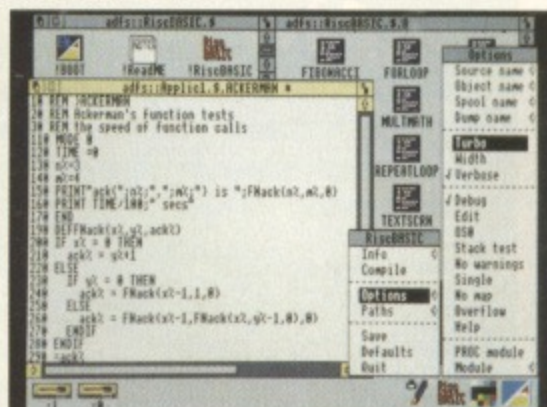 adfs::RiscBASIC.$
adfs::RiscBASIC.$.B
!BOOT
!ReadME
!RiscBASIC
FIBONACCI
FORLOOP
MULTMATH
REPEATLOOP
TEXTSCRN
adfs::Applic1.$.ACKERMAN *
10 REM >ACKERMAN
20 REM Ackerman's function tests
30 REM the speed of function calls
110 MODE 0
120 TIME =0
130 n%=3
140 m%=4
150 PRINT"ack(";n%;",";m%;") is ";FNack(n%,m%,0)
160 PRINT TIME/100;" secs"
170 END
180 DEFFNack(x%,y%,ack%)
190 IF x% = 0 THEN
210 ack% = y%+1
220 ELSE
230 IF y% = 0 THEN
240 ack% = FNack(x%-1,1,0)
250 ELSE
260 ack% = FNack(x%-1,FNack(x%,y%-1,0),0)
270 ENDIF
280 ENDIF
290 =ack%
RiscBASIC
Info
Compile
Options
Paths
Save
Defaults
Quit
Options
Source name
Object name
Spool name
Dump name
Turbo
Width
√ Verbose
√ Debug
Edit
OS0
Stack test
No warnings
Single
No map
Overflow
Help
PROC module
Module
:0